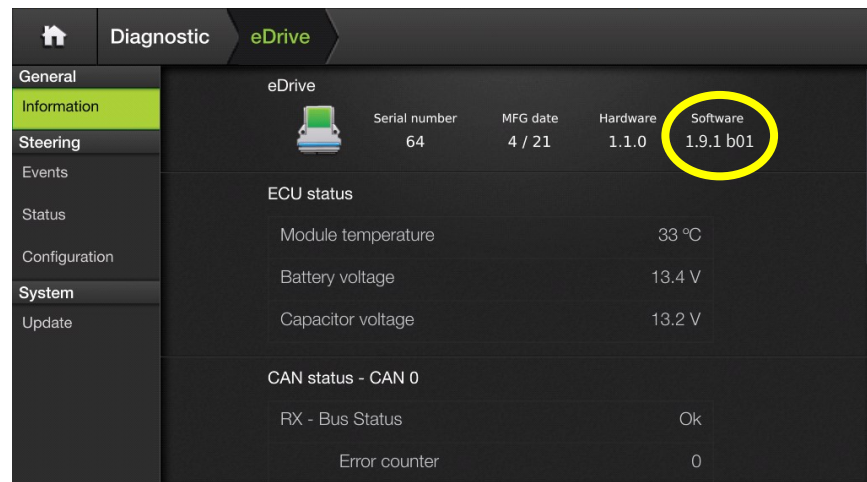 Diagnostic eDrive
General
Information
Steering
Events
Status
Configuration
System
Update
eDrive
Serial number MFG date Hardware Software
64 4 / 21 1.1.0 1.9.1 b01
ECU status
Module temperature 33 ºC
Battery voltage 13.4 V
Capacitor voltage 13.2 V
CAN status - CAN 0
RX - Bus Status Ok
Error counter 0